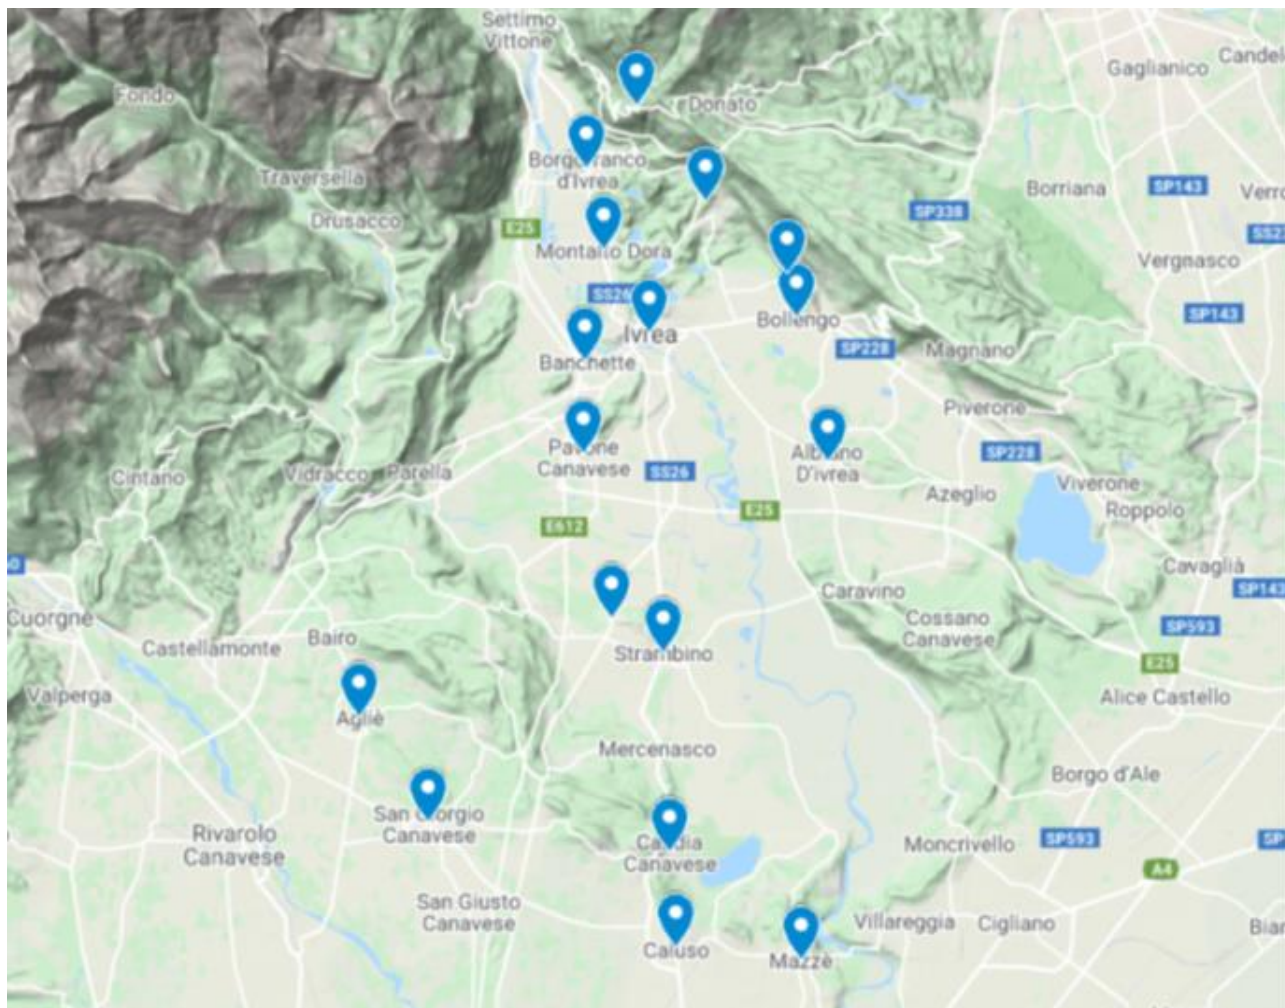 Settimo
Vittone
Gaglianico
Fondo
Donato
Borgofranco
d'Ivrea
Traversella
Borriana
SP143
Drusacco
SP338
E25
SS2
Montalto Dora
Vergnasco
SS26
SP143
Ivrea
Bollengo
SP228
Magnano
Banchette
Piverone
Pavone
Canavese
Albiano
D'ivrea
SP228
Cintano
Vidracco
Parella
SS26
Viverone
Azeglio
Roppolo
E25
E612
Cavaglià
SP143
Caravino
Cuorgnè
Cossano
Canavese
SP593
Bairo
Castellamonte
Strambino
E25
Valperga
Alice Castello
Agliè
Mercenasco
Borgo d'Ale
San Giorgio
Canavese
Rivarolo
Canavese
Candia
Canavese
Moncrivello
SP593
SP
A4
San Giusto
Canavese
Villareggia
Cigliano
Caluso
Mazzè